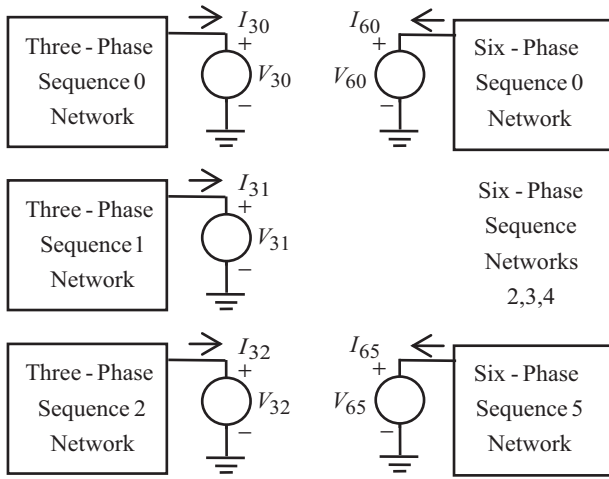 Three - Phase
Sequence 0
Network
I30
+
V30
−
I60
+
V60
−
Six - Phase
Sequence 0
Network
Three - Phase
Sequence 1
Network
I31
+
V31
−
Six - Phase
Sequence
Networks
2,3,4
Three - Phase
Sequence 2
Network
I32
+
V32
−
I65
+
V65
−
Six - Phase
Sequence 5
Network